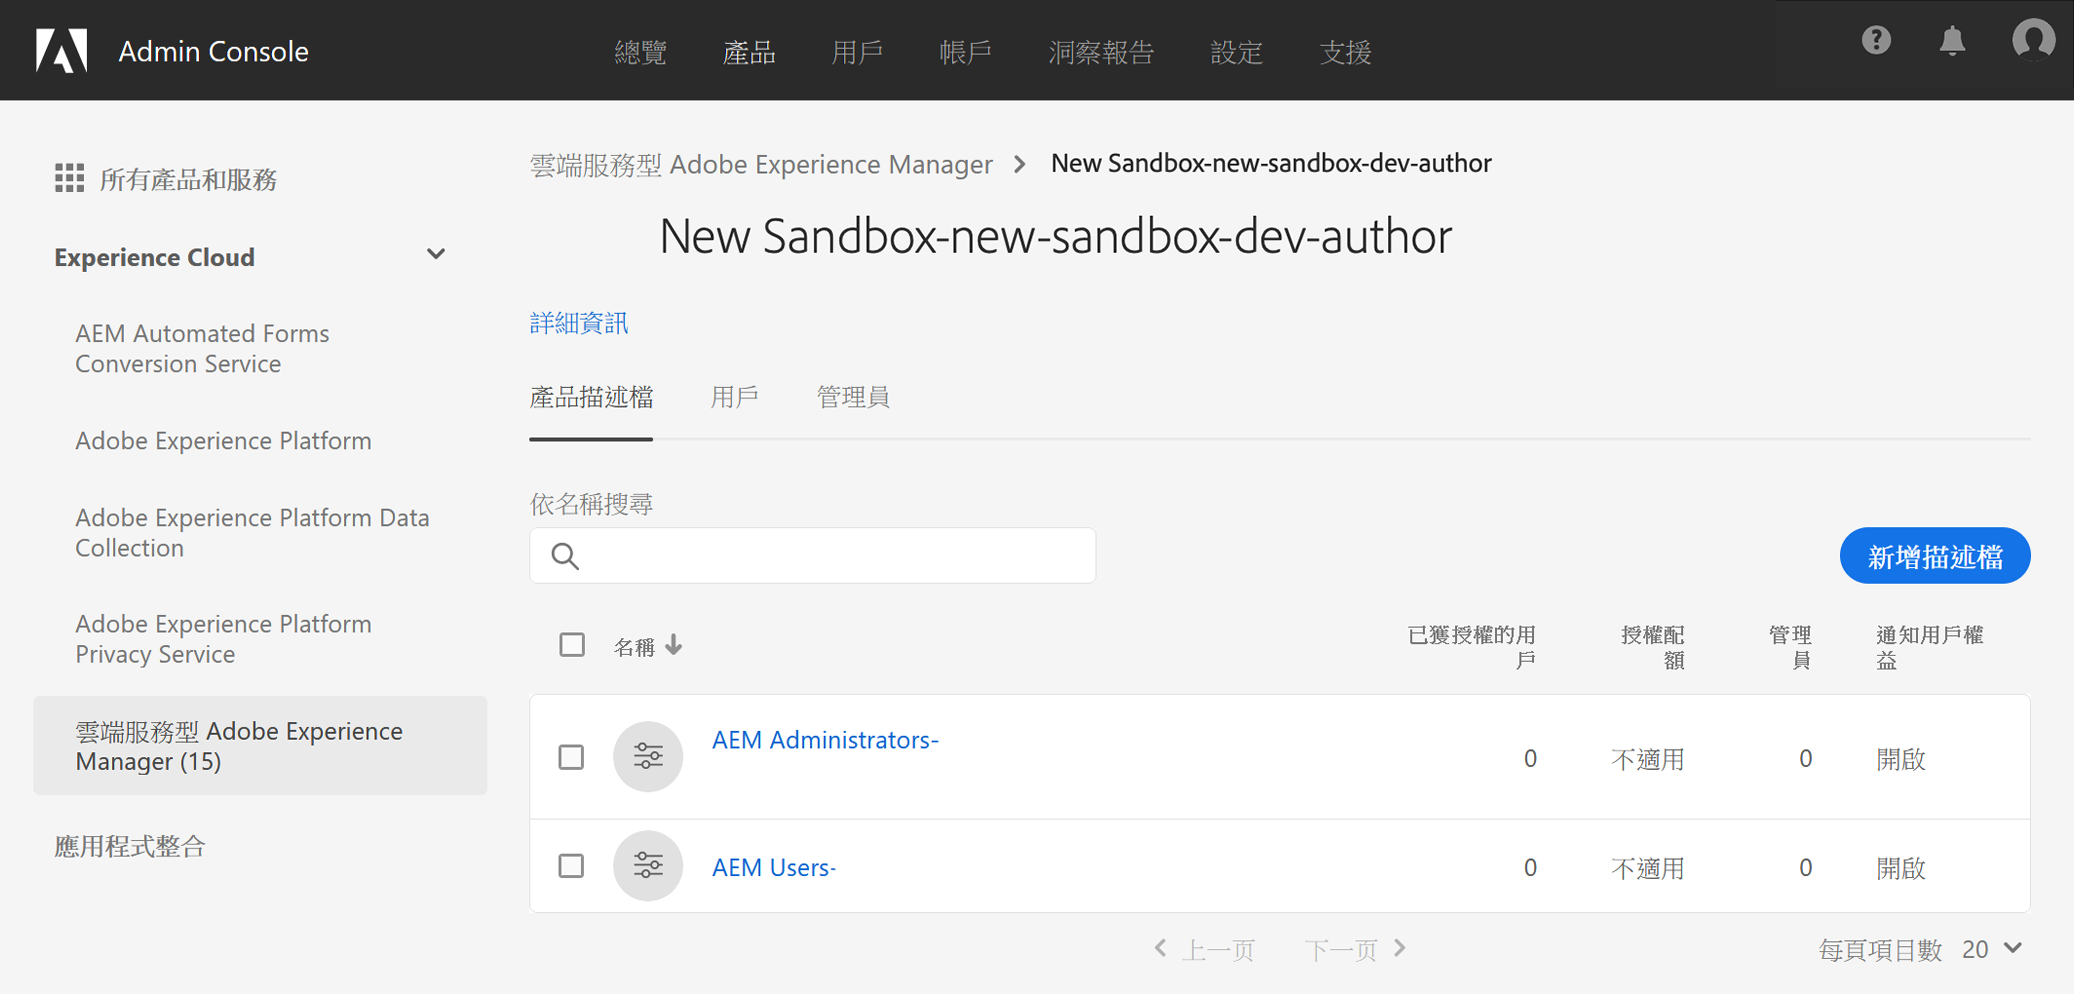 Admin Console
總覽 產品 用戶 帳戶 洞察報告 設定 支援
所有產品和服務
Experience Cloud
AEM Automated Forms
Conversion Service
Adobe Experience Platform
Adobe Experience Platform Data
Collection
Adobe Experience Platform
Privacy Service
雲端服務型 Adobe Experience
Manager (15)
應用程式整合
雲端服務型 Adobe Experience Manager > New Sandbox-new-sandbox-dev-author
New Sandbox-new-sandbox-dev-author
詳細資訊
產品描述檔 用戶 管理員
依名稱搜尋
新增描述檔
名稱 已獲授權的用戶 授權配額 管理員 通知用戶權益
AEM Administrators- 0 不適用 0 開啟
AEM Users- 0 不適用 0 開啟
上一页 下一页 每頁項目數 20